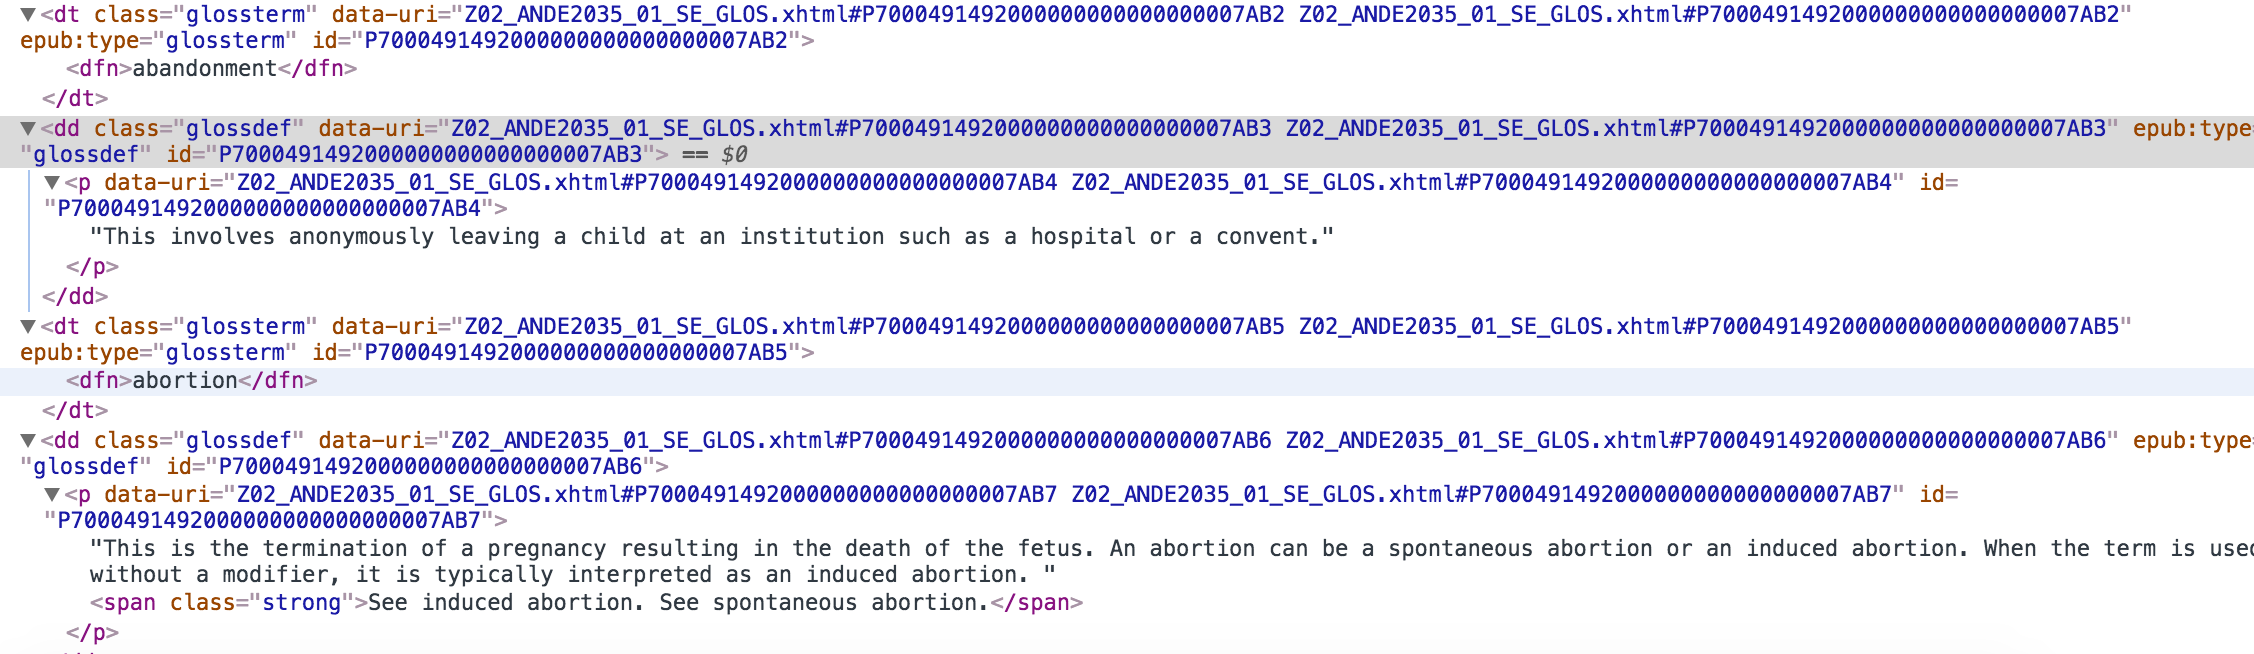 ▼<dt class="glossterm" data-uri="Z02_ANDE2035_01_SE_GLOS.xhtml#P7000491492000000000000000007AB2 Z02_ANDE2035_01_SE_GLOS.xhtml#P7000491492000000000000000007AB2"
epub:type="glossterm" id="P7000491492000000000000000007AB2">
<dfn>abandonment</dfn>
</dt>
▼<dd class="glossdef" data-uri="Z02_ANDE2035_01_SE_GLOS.xhtml#P7000491492000000000000000007AB3 Z02_ANDE2035_01_SE_GLOS.xhtml#P7000491492000000000000000007AB3" epub:type=
"glossdef" id="P7000491492000000000000000007AB3"> == $0
▼<p data-uri="Z02_ANDE2035_01_SE_GLOS.xhtml#P7000491492000000000000000007AB4 Z02_ANDE2035_01_SE_GLOS.xhtml#P7000491492000000000000000007AB4" id=
"P7000491492000000000000000007AB4">
"This involves anonymously leaving a child at an institution such as a hospital or a convent."
</p>
</dd>
▼<dt class="glossterm" data-uri="Z02_ANDE2035_01_SE_GLOS.xhtml#P7000491492000000000000000007AB5 Z02_ANDE2035_01_SE_GLOS.xhtml#P7000491492000000000000000007AB5"
epub:type="glossterm" id="P7000491492000000000000000007AB5">
<dfn>abortion</dfn>
</dt>
▼<dd class="glossdef" data-uri="Z02_ANDE2035_01_SE_GLOS.xhtml#P7000491492000000000000000007AB6 Z02_ANDE2035_01_SE_GLOS.xhtml#P7000491492000000000000000007AB6" epub:type=
"glossdef" id="P7000491492000000000000000007AB6">
▼<p data-uri="Z02_ANDE2035_01_SE_GLOS.xhtml#P7000491492000000000000000007AB7 Z02_ANDE2035_01_SE_GLOS.xhtml#P7000491492000000000000000007AB7" id=
"P7000491492000000000000000007AB7">
"This is the termination of a pregnancy resulting in the death of the fetus. An abortion can be a spontaneous abortion or an induced abortion. When the term is used
without a modifier, it is typically interpreted as an induced abortion. "
<span class="strong">See induced abortion. See spontaneous abortion.</span>
</p>